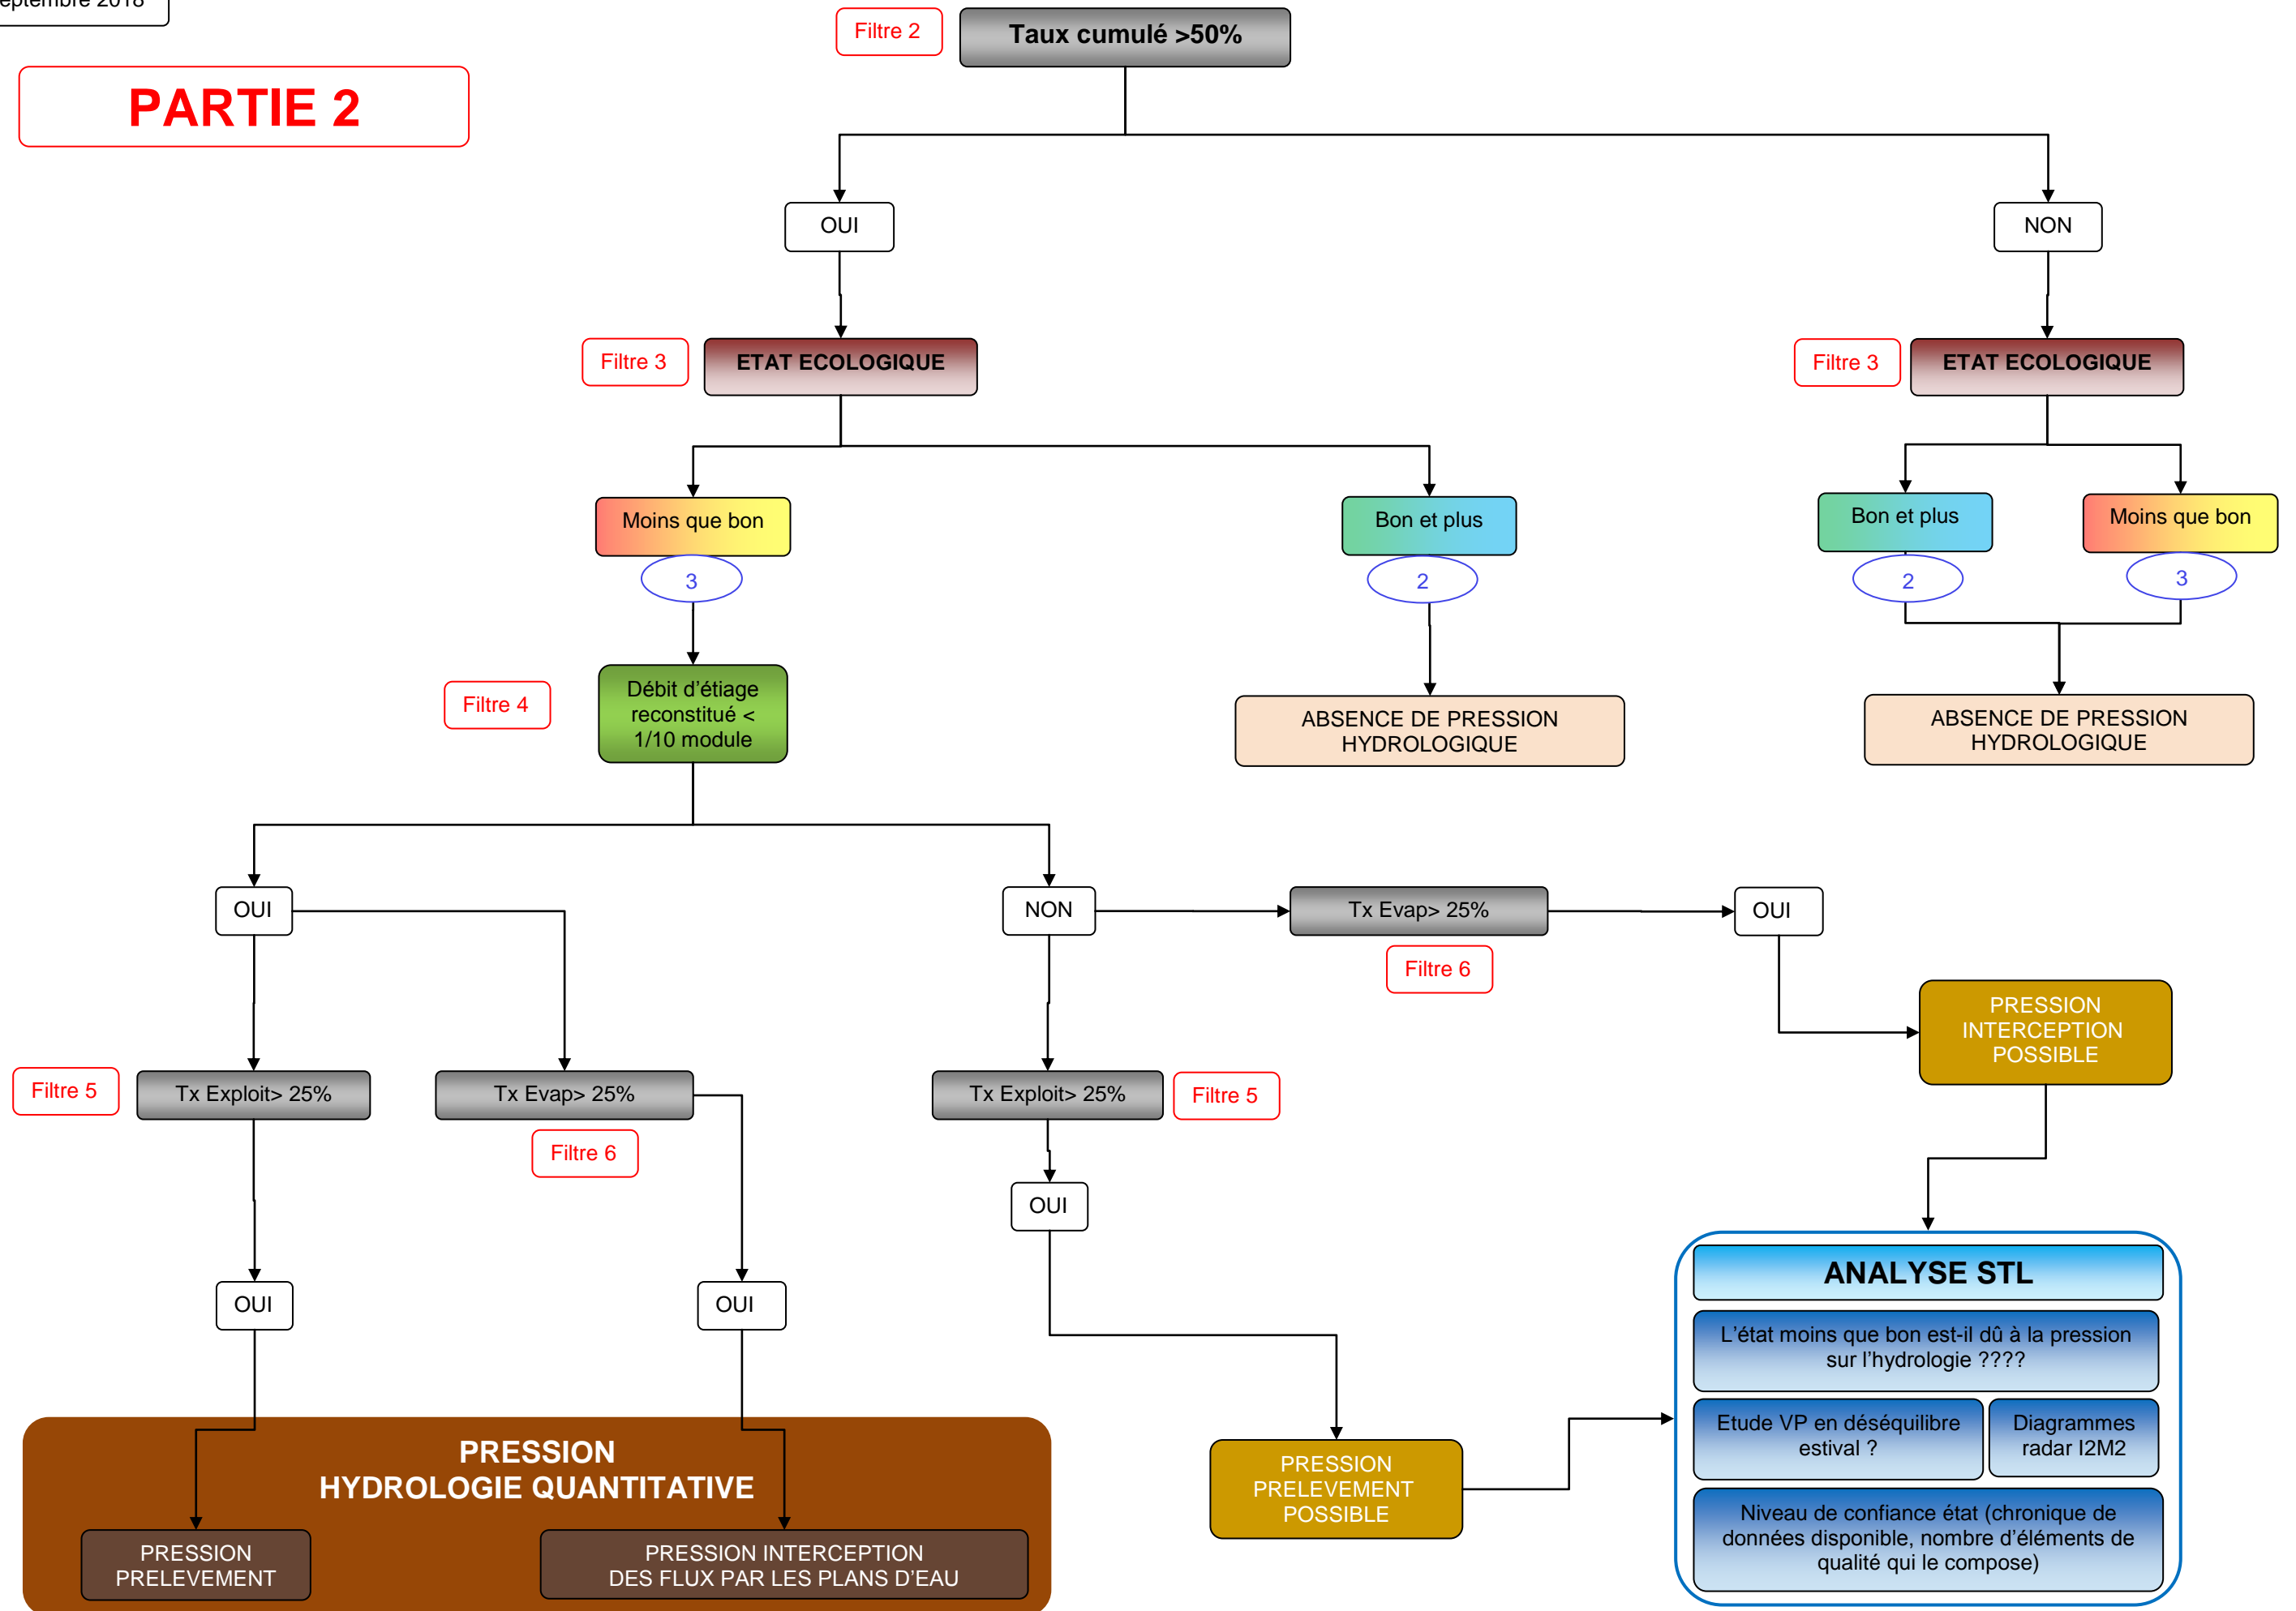 2018
Filtre 2
Taux cumulé >50%
PARTIE 2
OUI
NON
Filtre 3
ETAT ECOLOGIQUE
Filtre 3
ETAT ECOLOGIQUE
Moins que bon
3
Bon et plus
2
Bon et plus
2
Moins que bon
3
Filtre 4
Débit d’étiage
reconstitué <
1/10 module
ABSENCE DE PRESSION
HYDROLOGIQUE
ABSENCE DE PRESSION
HYDROLOGIQUE
OUI
NON
Tx Evap> 25%
OUI
Filtre 6
PRESSION
INTERCEPTION
POSSIBLE
Filtre 5
Tx Exploit> 25%
Tx Evap> 25%
Filtre 6
Tx Exploit> 25%
Filtre 5
OUI
OUI
OUI
ANALYSE STL
L’état moins que bon est-il dû à la pression
sur l’hydrologie ????
Etude VP en déséquilibre
estival ?
Diagrammes
radar I2M2
Niveau de confiance état (chronique de
données disponible, nombre d’éléments de
qualité qui le compose)
PRESSION
PRELEVEMENT
POSSIBLE
PRESSION
HYDROLOGIE QUANTITATIVE
PRESSION
PRELEVEMENT
PRESSION INTERCEPTION
DES FLUX PAR LES PLANS D’EAU